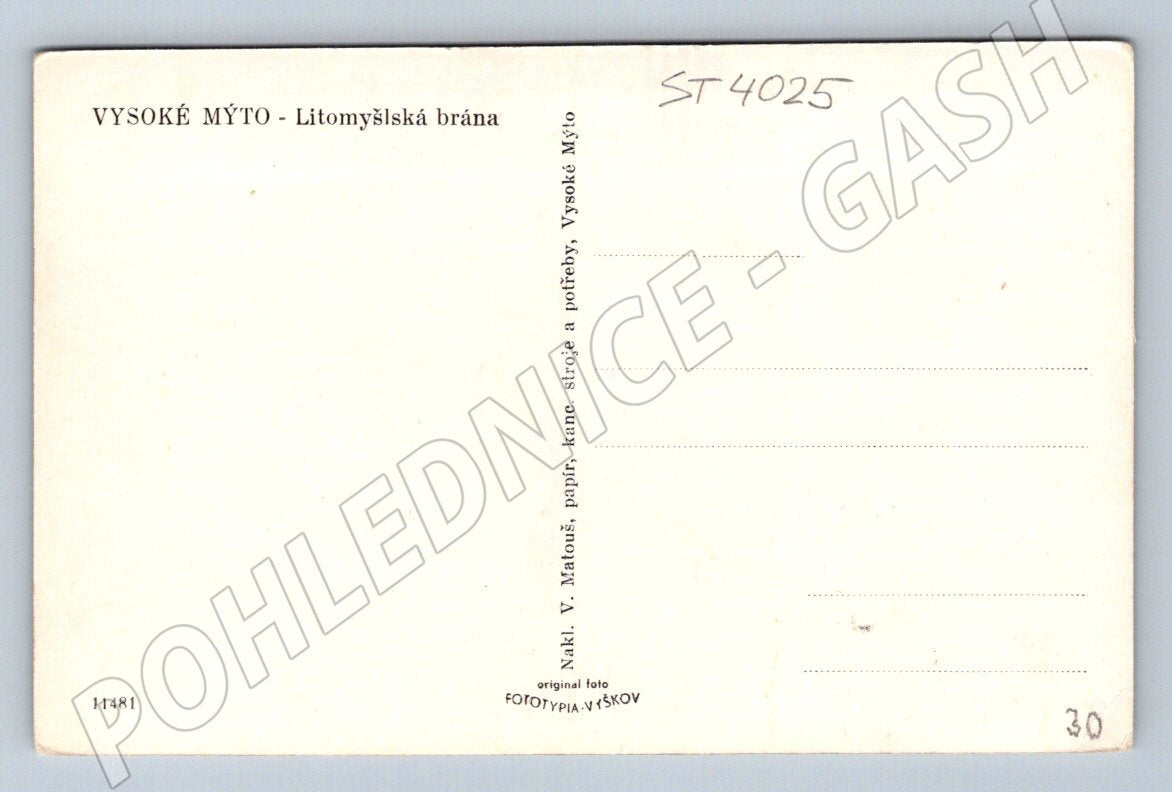 ST 4025
VYSOKÉ MÝTO - Litomyšlská brána
Nakl. V. Matouš, papír, kanc. stroje a potřeby, Vysoké Mýto
POHLEDNICE - GASH
11481
original foto
FOTOTYPIA-VYŠKOV
30